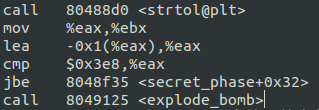 call   80488d0 <strtol@plt>
mov    %eax,%ebx
lea    -0x1(%eax),%eax
cmp    $0x3e8,%eax
jbe    8048f35 <secret_phase+0x32>
call   8049125 <explode_bomb>